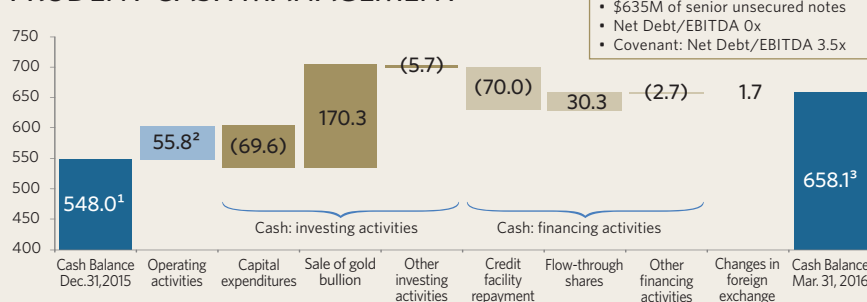 • $635M of senior unsecured notes
• Net Debt/EBITDA 0x
• Covenant: Net Debt/EBITDA 3.5x
750
700
650
600
550
500
450
400
548.0¹
55.8²
(69.6)
170.3
(5.7)
(70.0)
30.3
(2.7)
1.7
658.1³
Cash: investing activities
Cash: financing activities
Cash Balance
Dec.31,2015
Operating
activities
Capital
expenditures
Sale of gold
bullion
Other
investing
activities
Credit
facility
repayment
Flow-through
shares
Other
financing
activities
Changes in
foreign
exchange
Cash Balance
Mar. 31, 2016